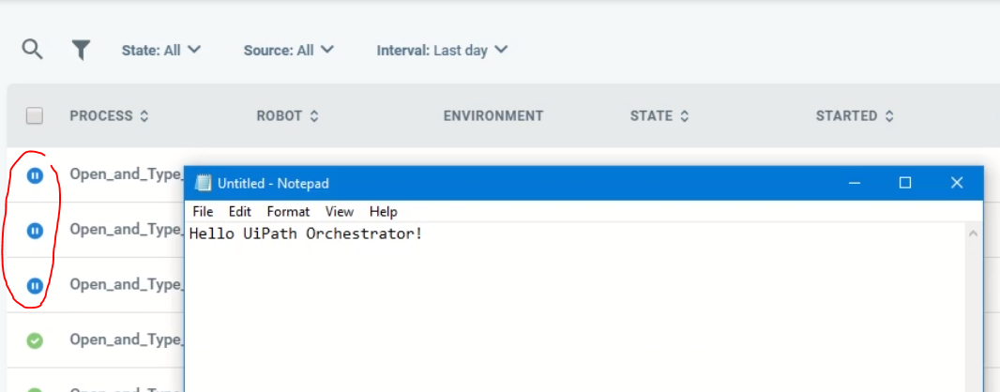 State: All
Source: All
Interval: Last day
PROCESS
ROBOT
ENVIRONMENT
STATE
STARTED
Open_and_Type_
Untitled - Notepad
File Edit Format View Help
Open_and_Type_
Hello UiPath Orchestrator!
Open_and_Type_
Open_and_Type_